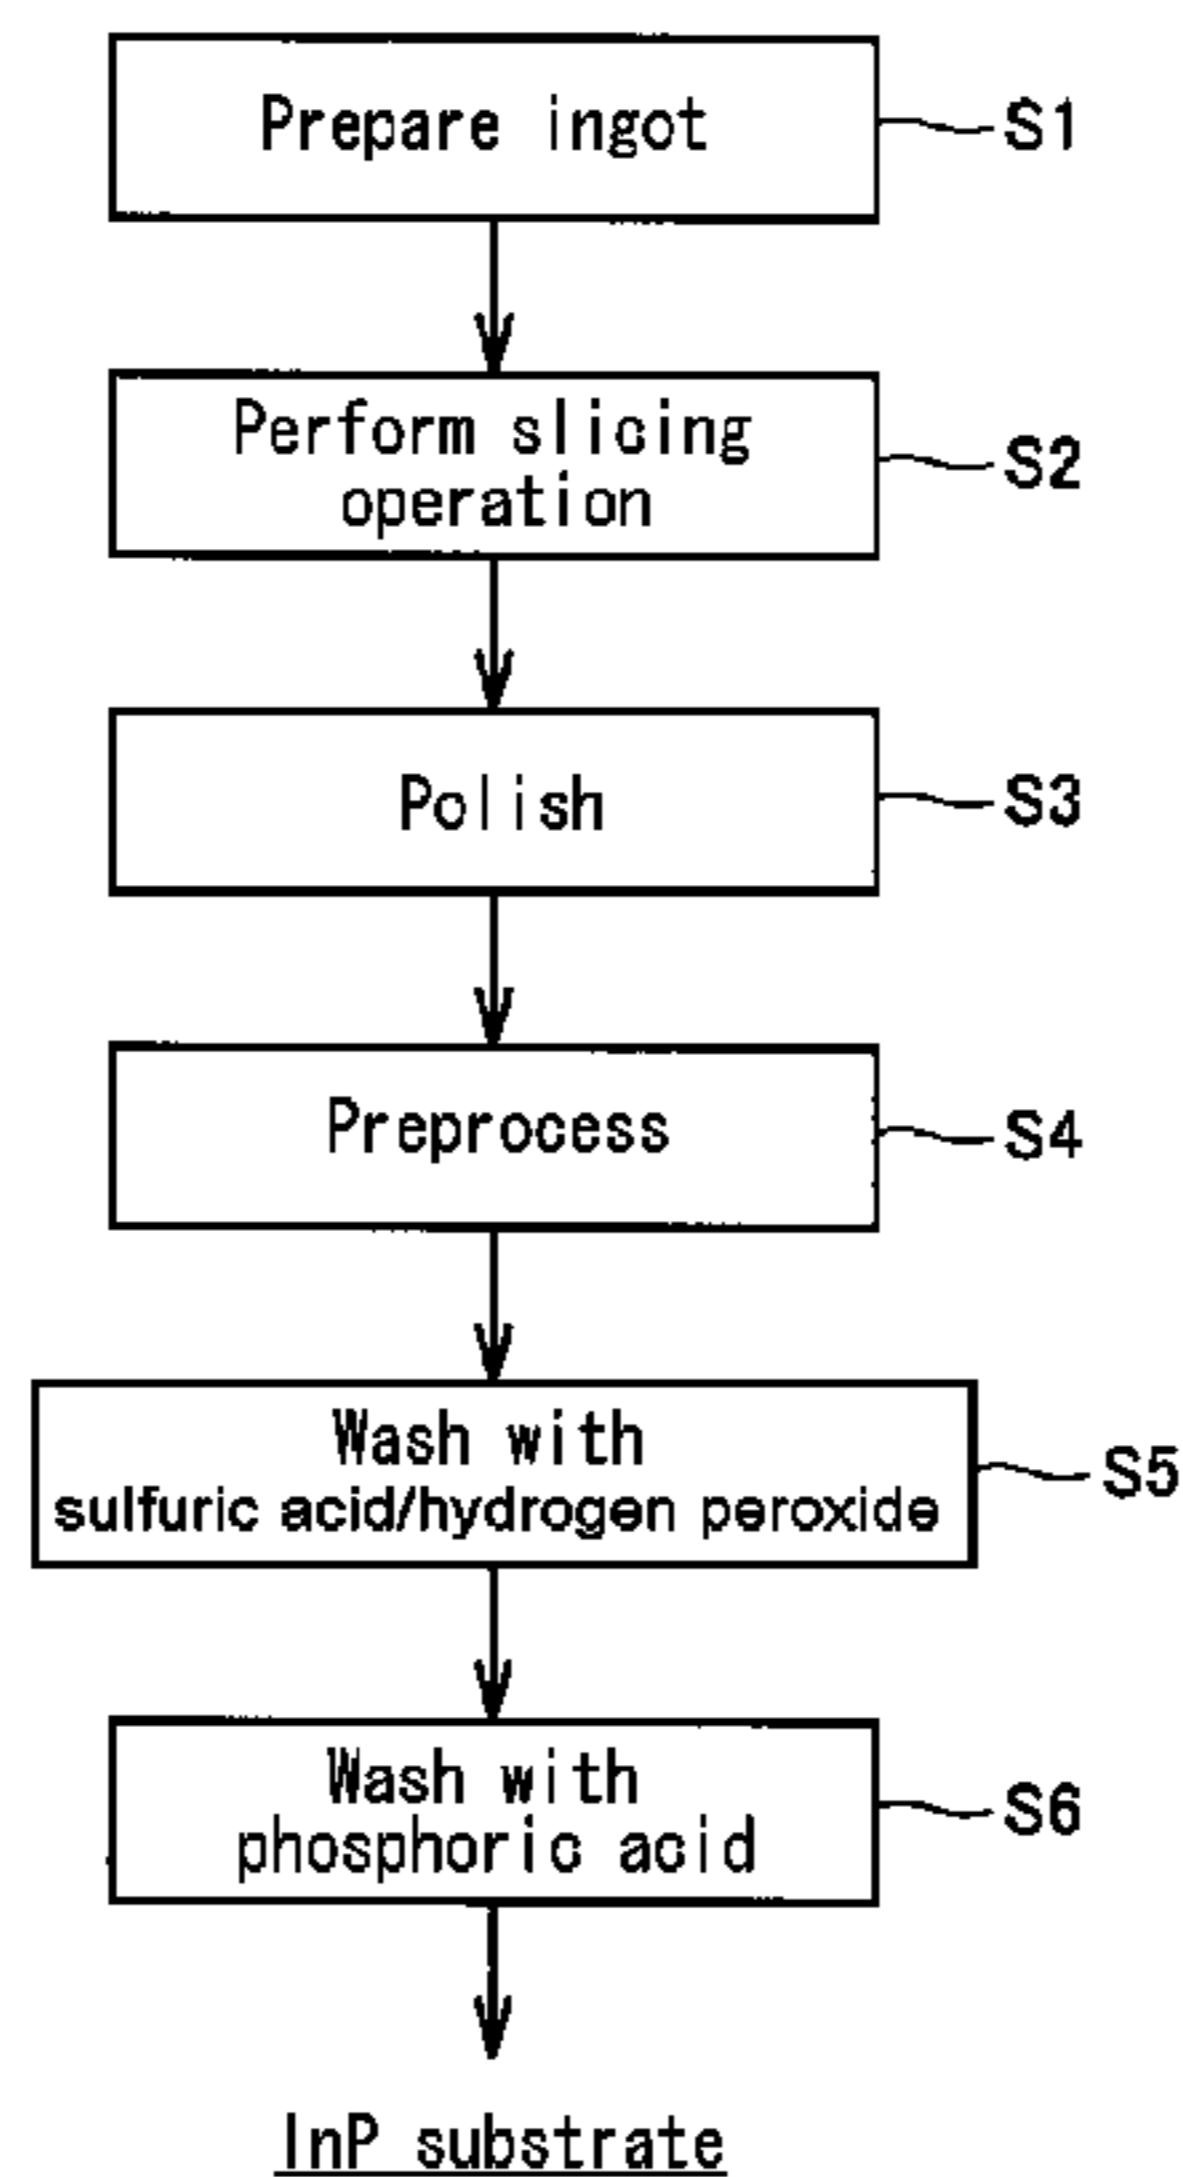 Prepare ingot
S1
Perform slicing
operation
S2
Polish
S3
Preprocess
S4
Wash with
sulfuric acid/hydrogen peroxide
S5
Wash with
phosphoric acid
S6
InP substrate